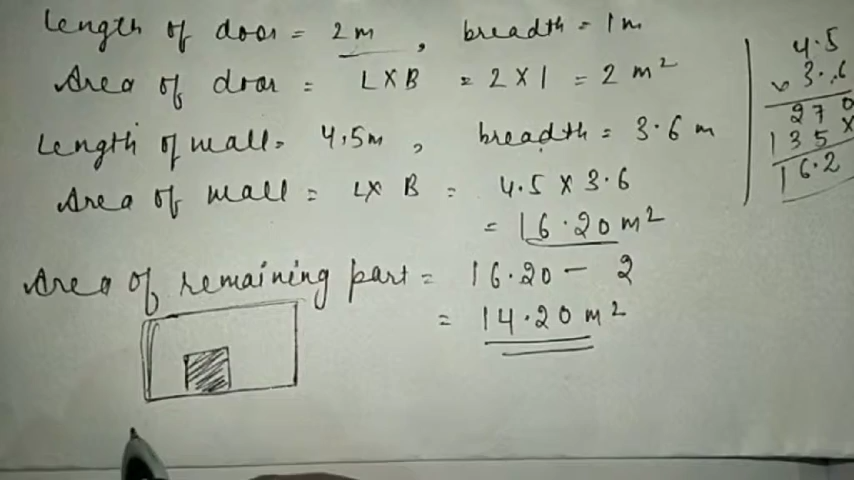 Length of door = 2m , breadth = 1m
Area of door = L×B = 2×1 = 2 m²
Length of wall = 4.5m , breadth = 3.6 m
Area of wall = L× B = 4.5 × 3.6
= 16.20 m²
Area of remaining part = 16.20 − 2
= 14.20 m²
4.5
3.6
270
135×
16.2